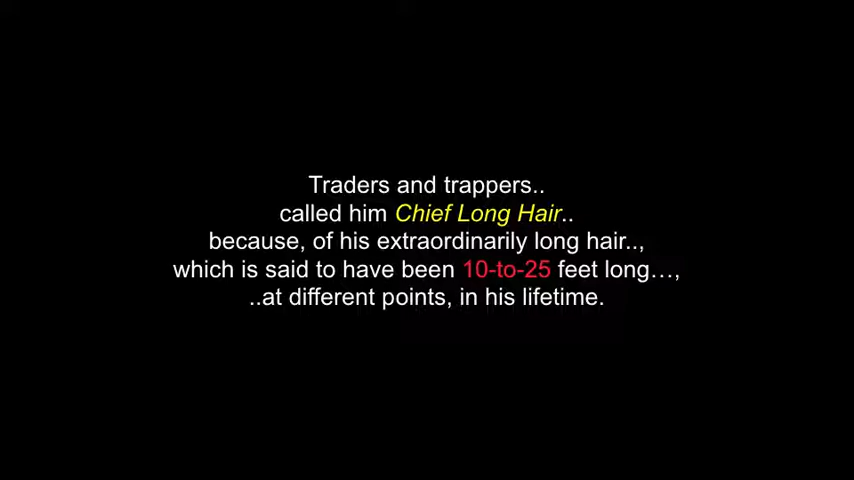 Traders and trappers..
called him Chief Long Hair..
because, of his extraordinarily long hair..,
which is said to have been 10-to-25 feet long…,
..at different points, in his lifetime.